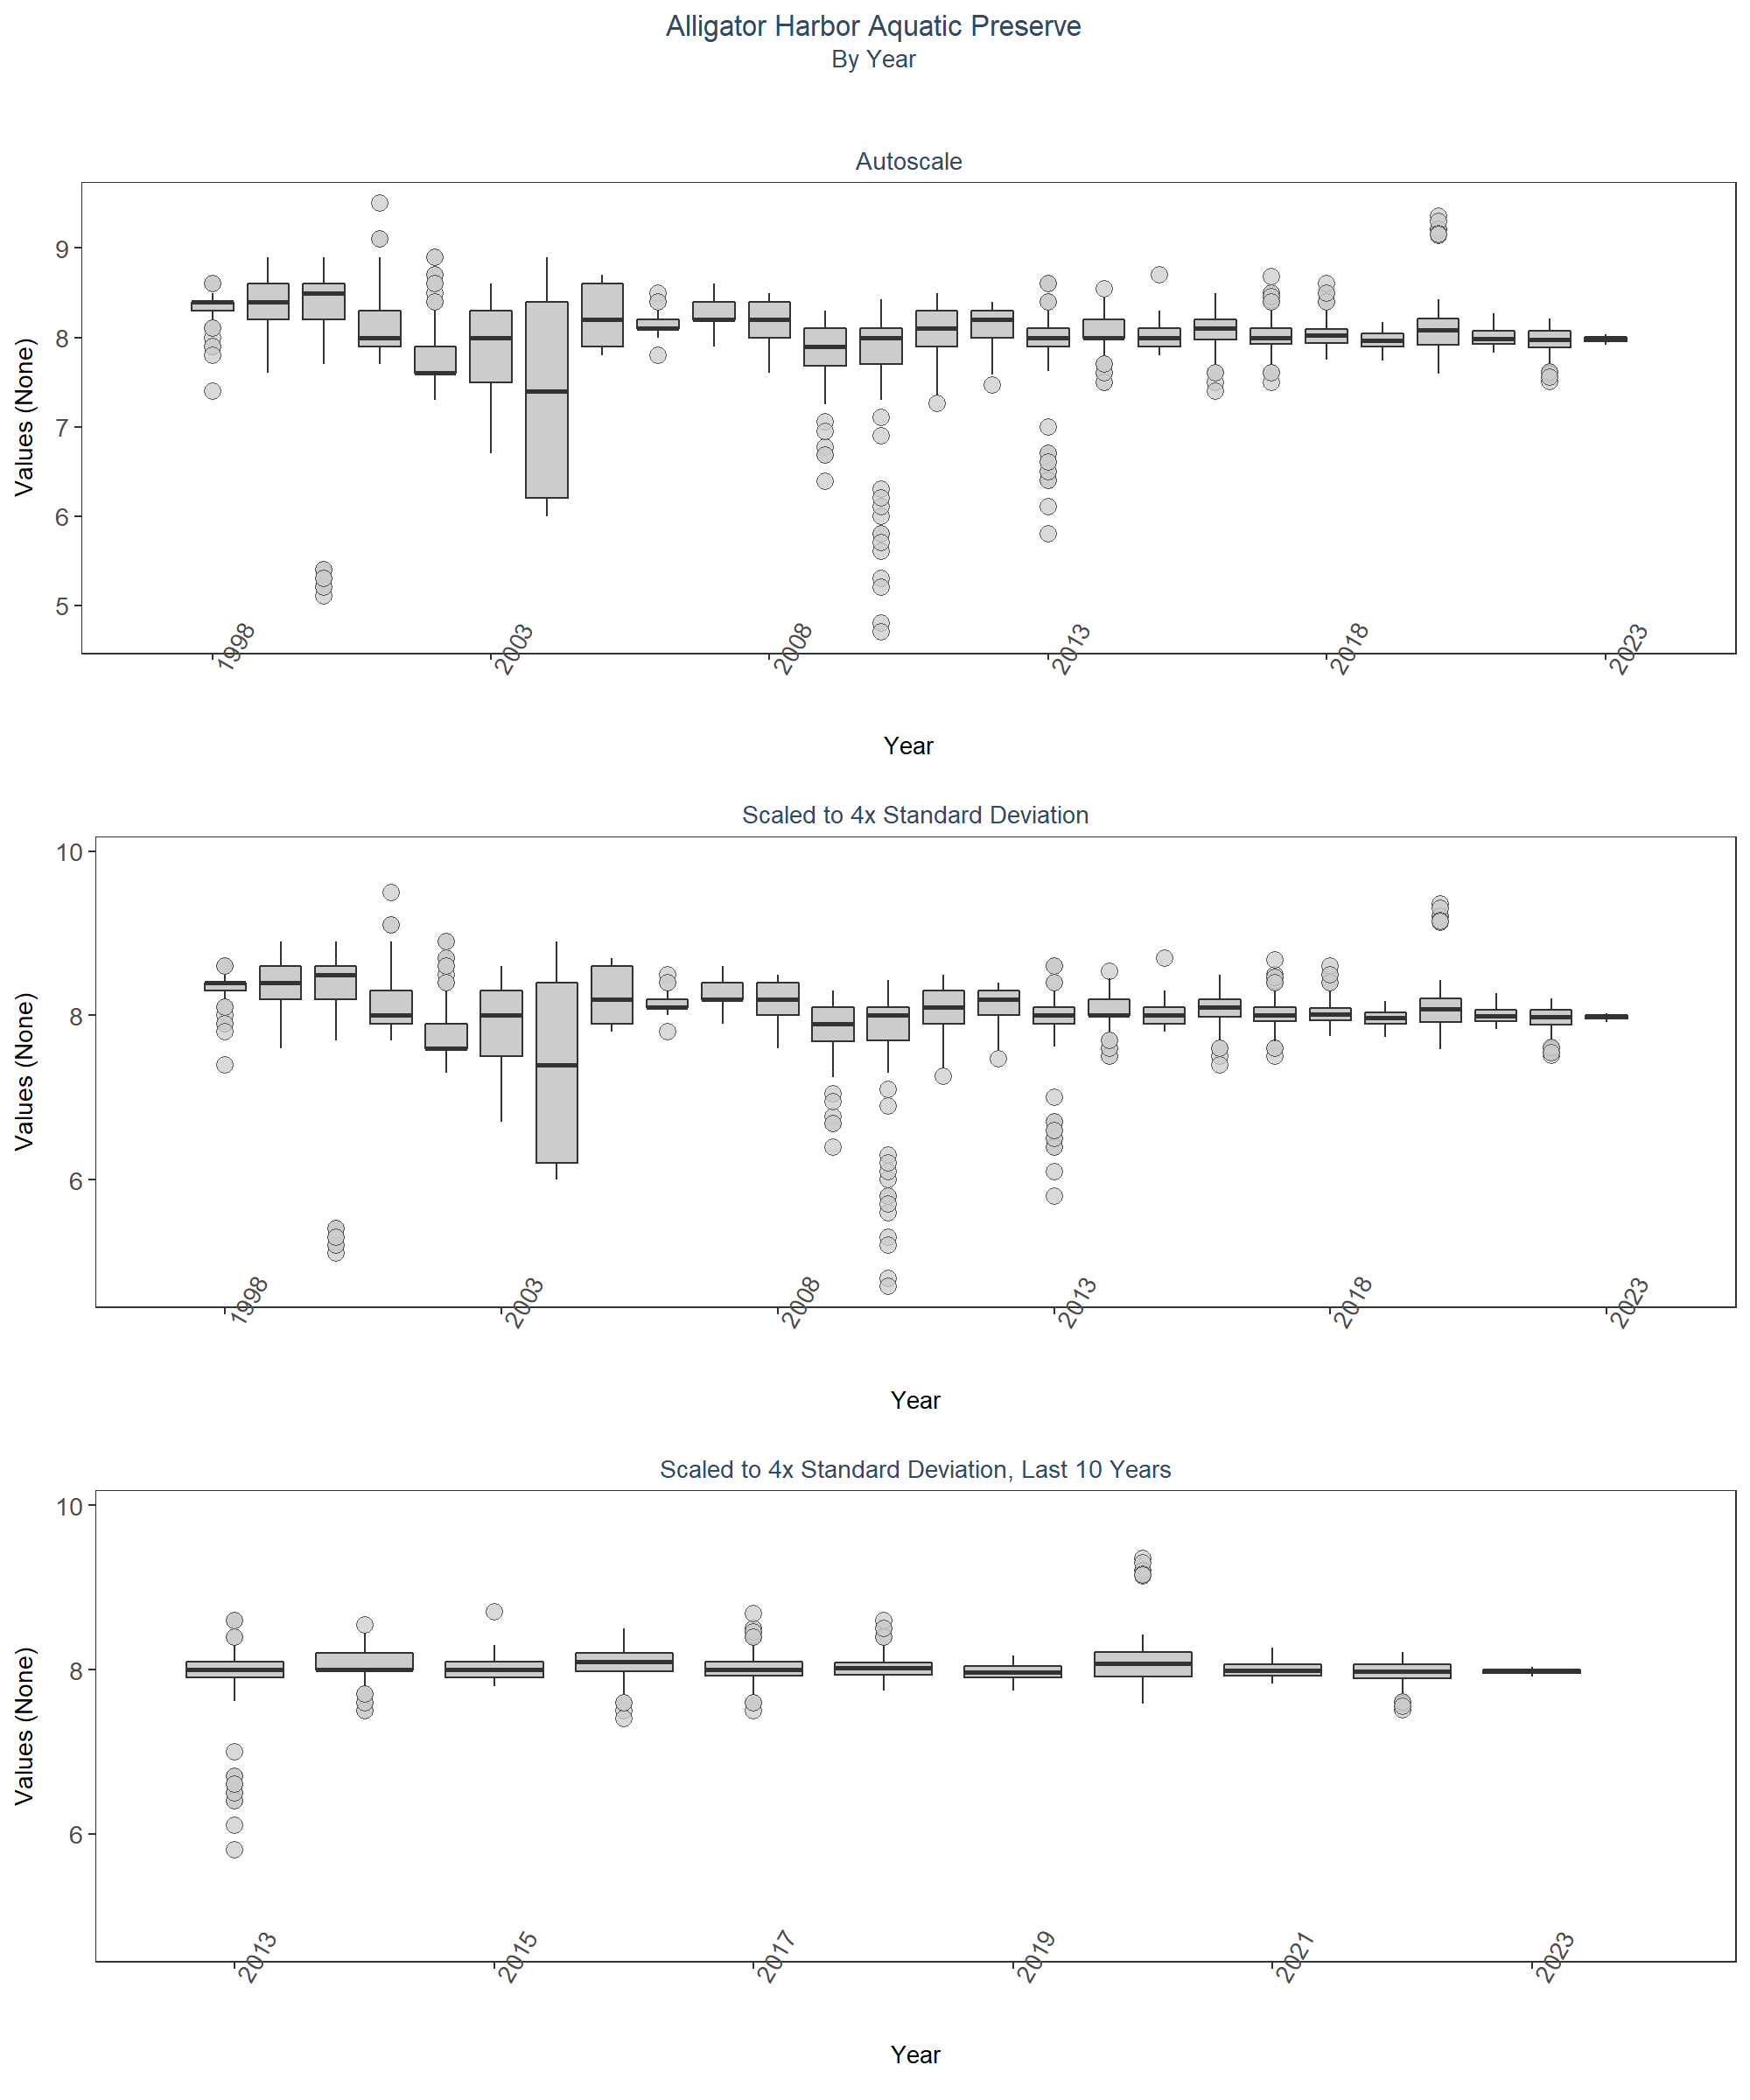 Alligator Harbor Aquatic Preserve
By Year
Autoscale
Values (None)
9
8
7
6
5
1998
2003
2008
2013
2018
2023
Year
Scaled to 4x Standard Deviation
Values (None)
10
8
6
1998
2003
2008
2013
2018
2023
Year
Scaled to 4x Standard Deviation, Last 10 Years
Values (None)
10
8
6
2013
2015
2017
2019
2021
2023
Year